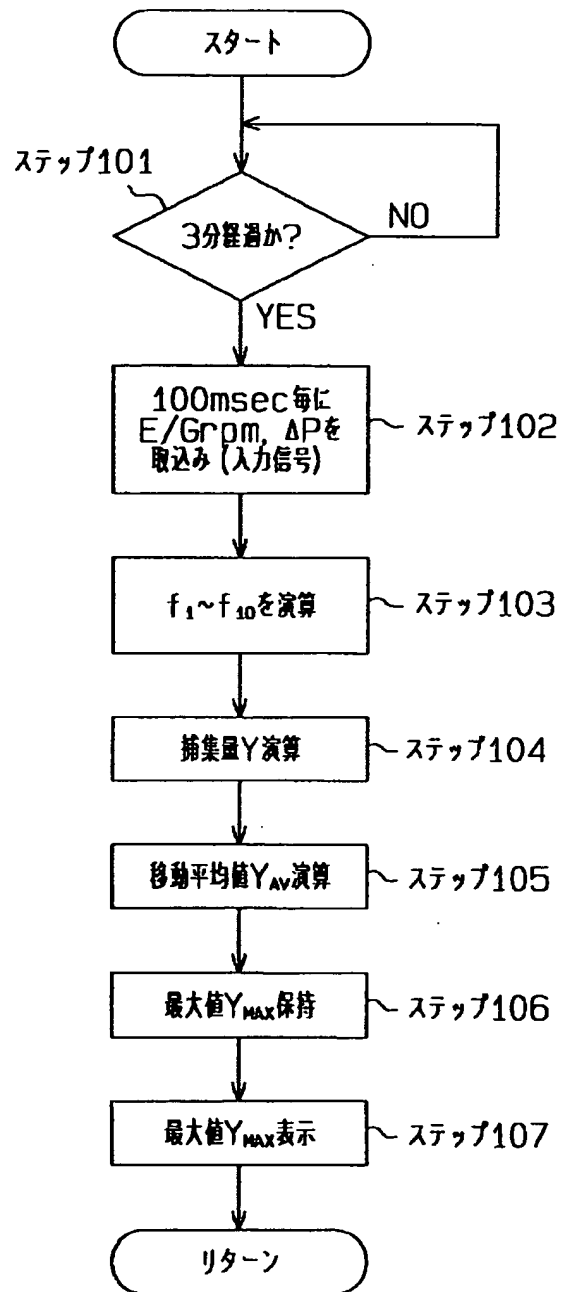 スタート
ステップ101
3分経過か?
NO
YES
100msec毎に
E/Grpm, ΔPを
取込み (入力信号)
ステップ102
f₁~f₁₀を演算
ステップ103
捕集量Y演算
ステップ104
移動平均値Y_AV演算
ステップ105
最大値Y_MAX保持
ステップ106
最大値Y_MAX表示
ステップ107
リターン